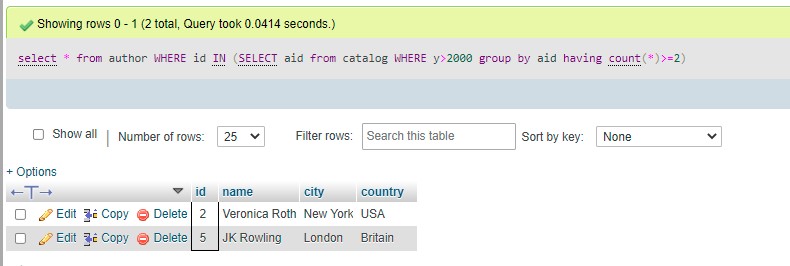 Showing rows 0 - 1 (2 total, Query took 0.0414 seconds.)
select * from author WHERE id IN (SELECT aid from catalog WHERE y>2000 group by aid having count(*)>=2)
Show all Number of rows: 25 Filter rows: Search this table Sort by key: None
+ Options
←T→ id name city country
Edit Copy Delete 2 Veronica Roth New York USA
Edit Copy Delete 5 JK Rowling London Britain